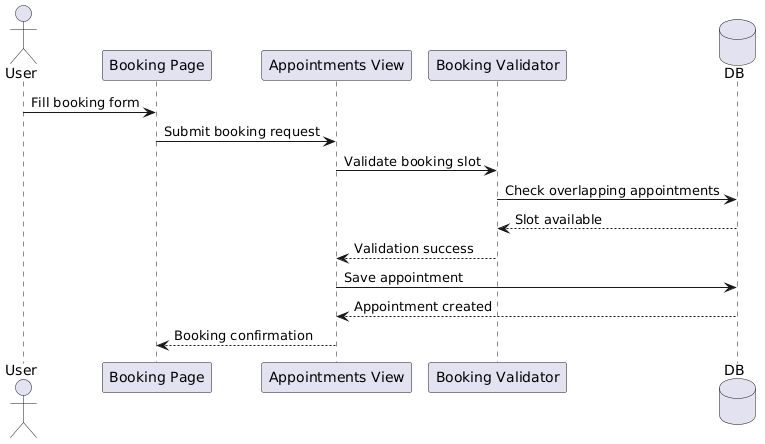 User
Booking Page
Appointments View
Booking Validator
DB
Fill booking form
Submit booking request
Validate booking slot
Check overlapping appointments
Slot available
Validation success
Save appointment
Appointment created
Booking confirmation
User
Booking Page
Appointments View
Booking Validator
DB